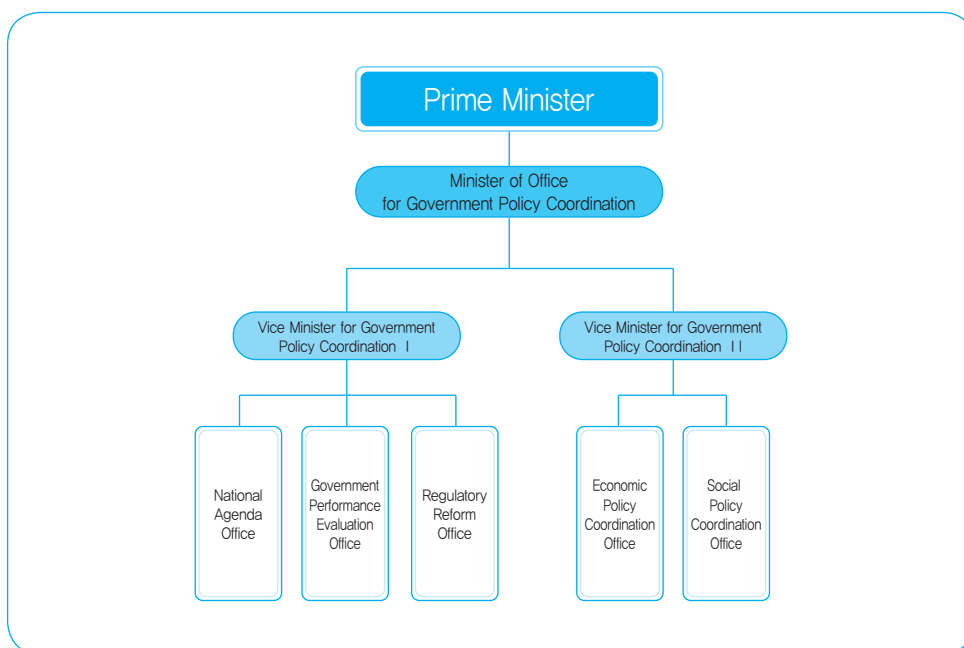 Prime Minister
Minister of Office
for Government Policy Coordination
Vice Minister for Government
Policy Coordination I
Vice Minister for Government
Policy Coordination II
National
Agenda
Office
Government
Performance
Evaluation
Office
Regulatory
Reform
Office
Economic
Policy
Coordination
Office
Social
Policy
Coordination
Office